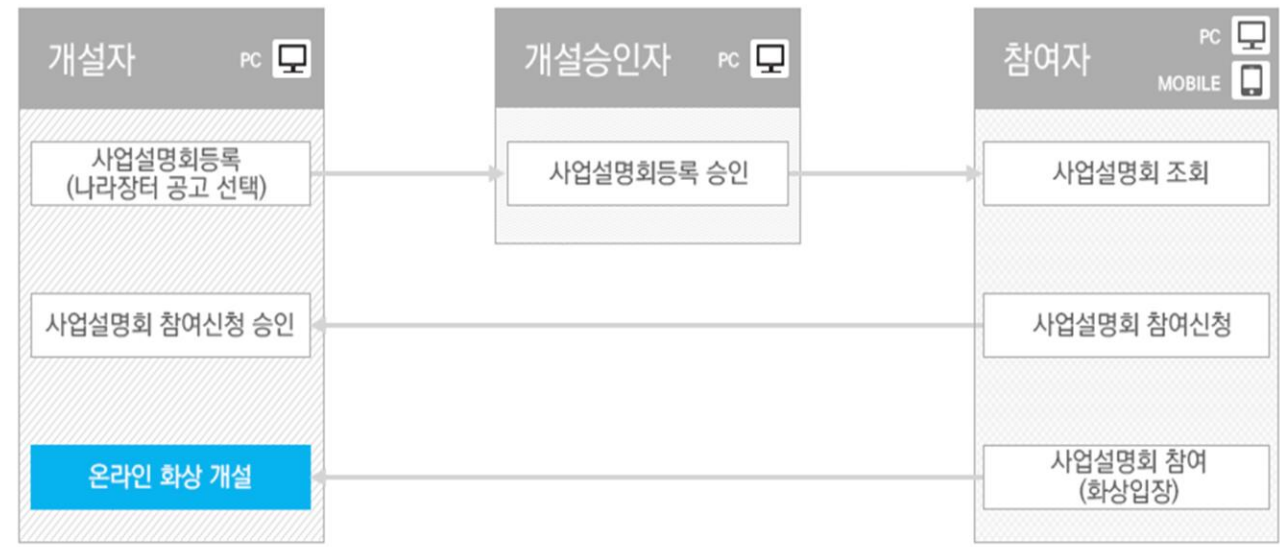 개설자
PC
개설승인자
PC
참여자
PC
MOBILE
사업설명회등록
(나라장터 공고 선택)
사업설명회등록 승인
사업설명회 조회
사업설명회 참여신청 승인
사업설명회 참여신청
온라인 화상 개설
사업설명회 참여
(화상입장)